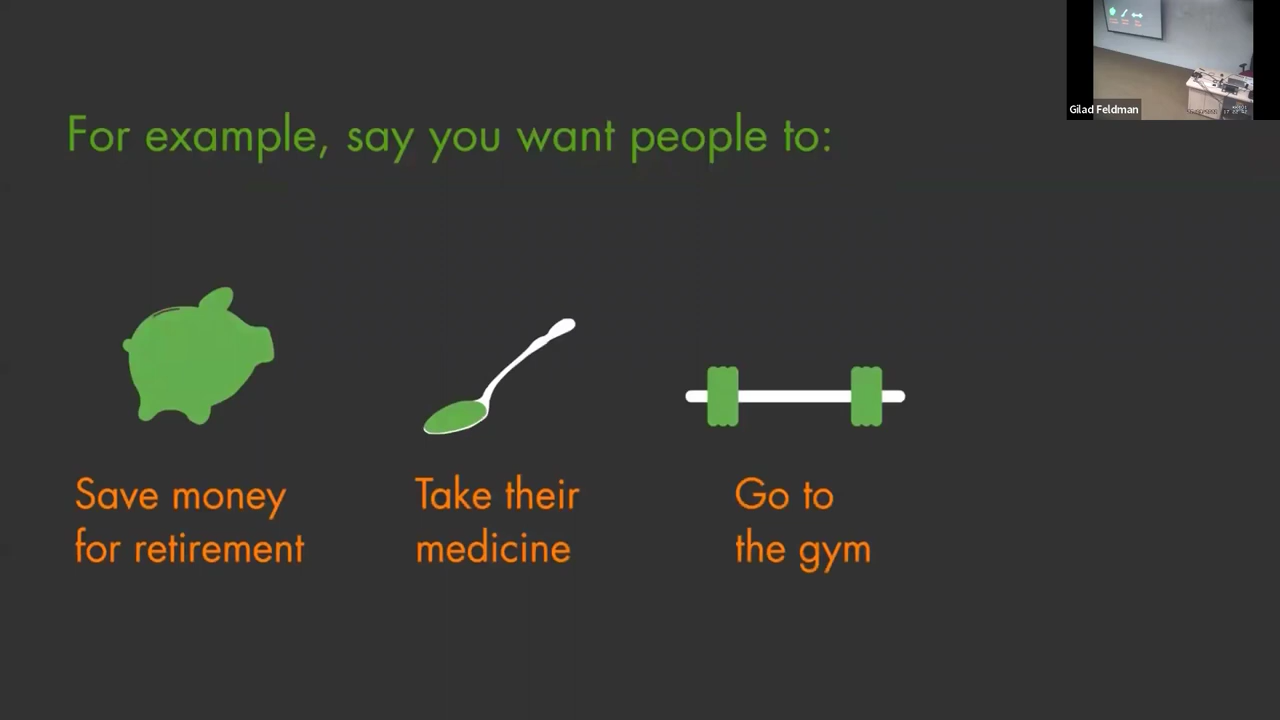 For example, say you want people to:
Save money
for retirement
Take their
medicine
Go to
the gym
Gilad Feldman